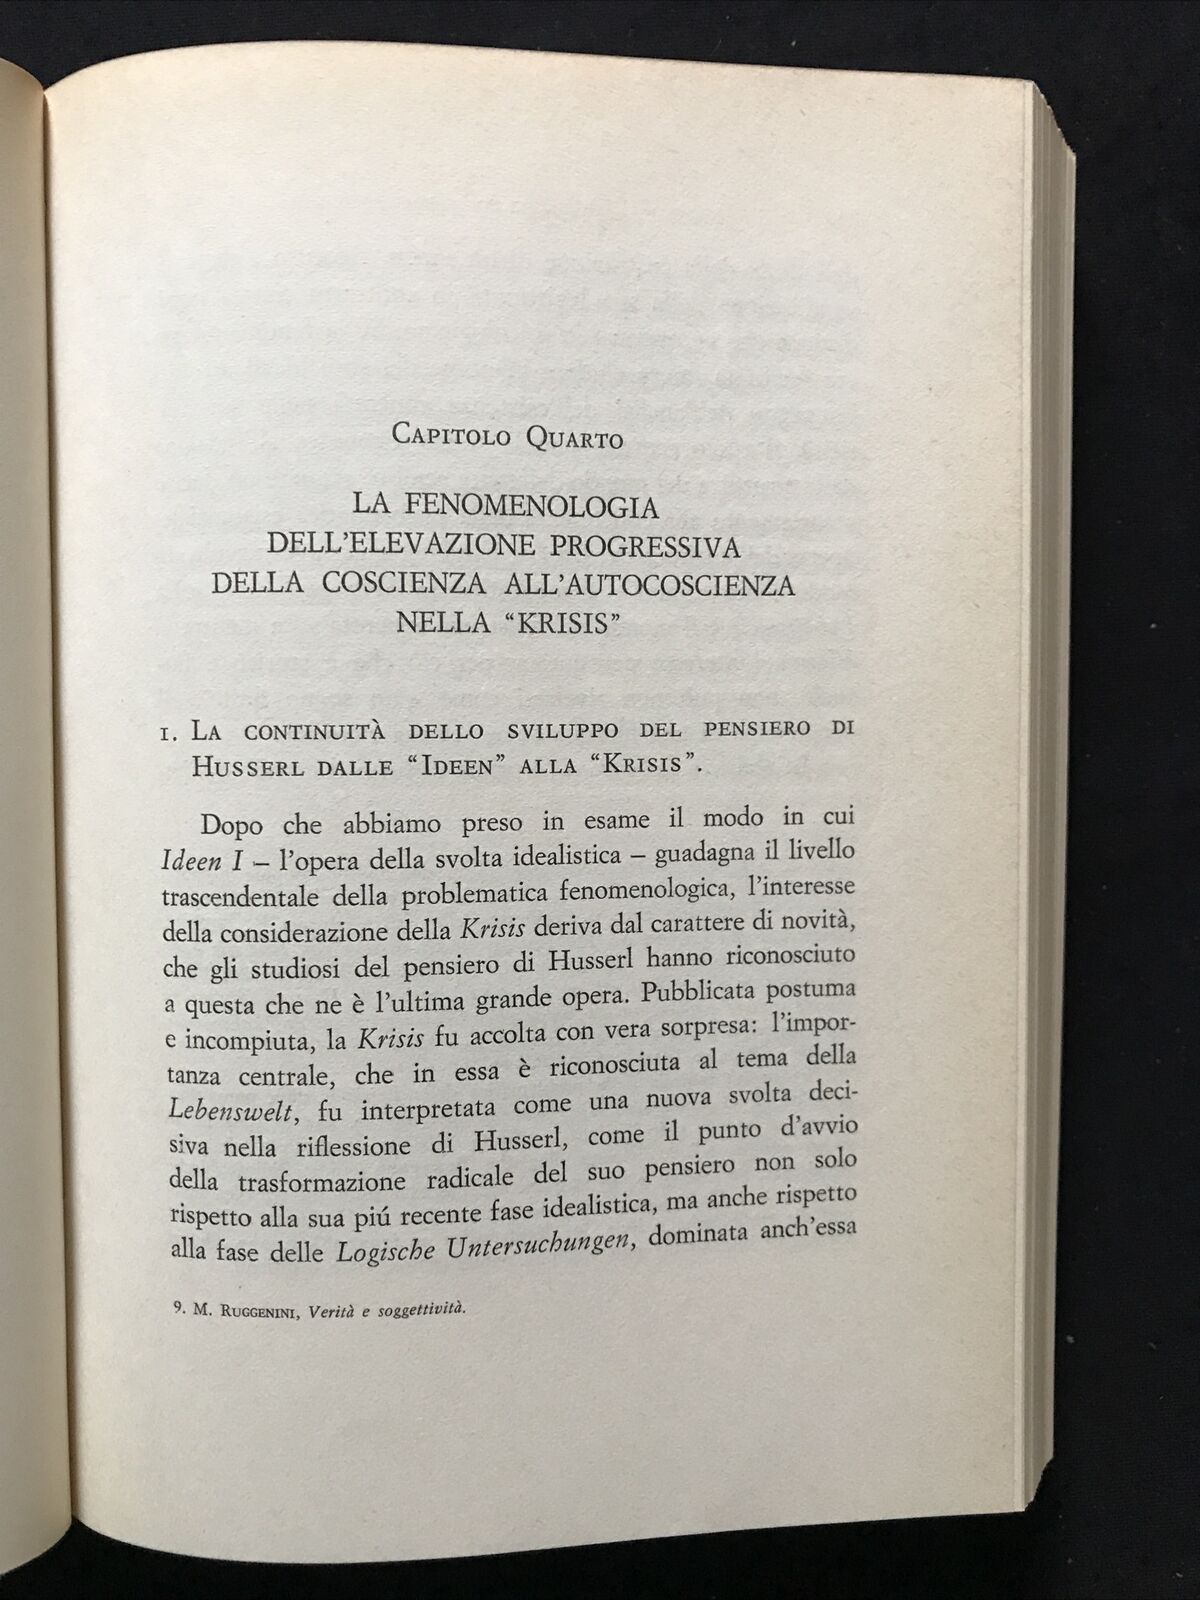 Capitolo Quarto
LA FENOMENOLOGIA
DELL'ELEVAZIONE PROGRESSIVA
DELLA COSCIENZA ALL'AUTOCOSCIENZA
NELLA “KRISIS”
1. La continuità dello sviluppo del pensiero di
Husserl dalle “Ideen” alla “Krisis”.
Dopo che abbiamo preso in esame il modo in cui
Ideen I – l'opera della svolta idealistica – guadagna il livello
trascendentale della problematica fenomenologica, l'interesse
della considerazione della Krisis deriva dal carattere di novità,
che gli studiosi del pensiero di Husserl hanno riconosciuto
a questa che ne è l'ultima grande opera. Pubblicata postuma
e incompiuta, la Krisis fu accolta con vera sorpresa: l'impor-
tanza centrale, che in essa è riconosciuta al tema della
Lebenswelt, fu interpretata come una nuova svolta deci-
siva nella riflessione di Husserl, come il punto d'avvio
della trasformazione radicale del suo pensiero non solo
rispetto alla sua piú recente fase idealistica, ma anche rispetto
alla fase delle Logische Untersuchungen, dominata anch'essa
9. M. Ruggenini, Verità e soggettività.